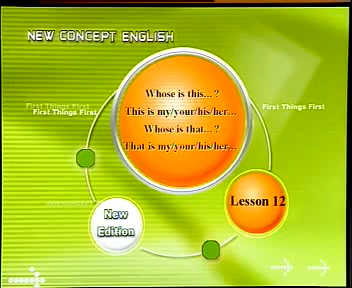 NEW CONCEPT ENGLISH
Whose is this...?
First Things First
First Things First
This is my/your/his/her...
First Things First
Whose is that...?
That is my/your/his/her...
Lesson 12
New
Edition